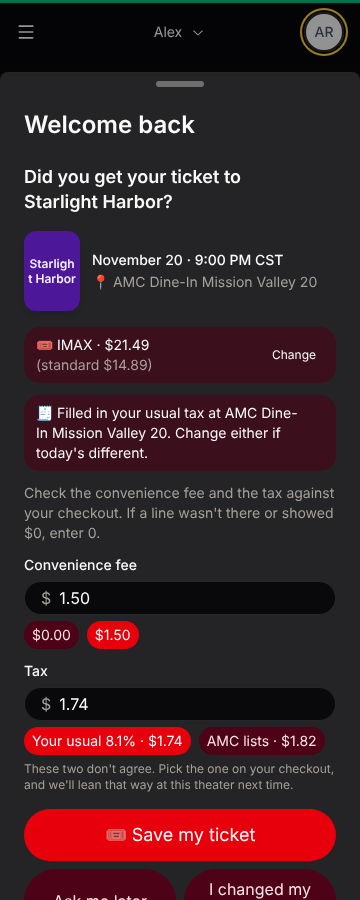 Alex
AR
Welcome back
Did you get your ticket to
Starlight Harbor?
Starligh
t Harbor
November 20 · 9:00 PM CST
📍 AMC Dine-In Mission Valley 20
🎟️ IMAX · $21.49
(standard $14.89)
Change
🧾 Filled in your usual tax at AMC Dine-
In Mission Valley 20. Change either if
today's different.
Check the convenience fee and the tax against
your checkout. If a line wasn't there or showed
$0, enter 0.
Convenience fee
$ 1.50
$0.00 $1.50
Tax
$ 1.74
Your usual 8.1% · $1.74 AMC lists · $1.82
These two don't agree. Pick the one on your checkout,
and we'll lean that way at this theater next time.
🎟️ Save my ticket
Ask me later
I changed my